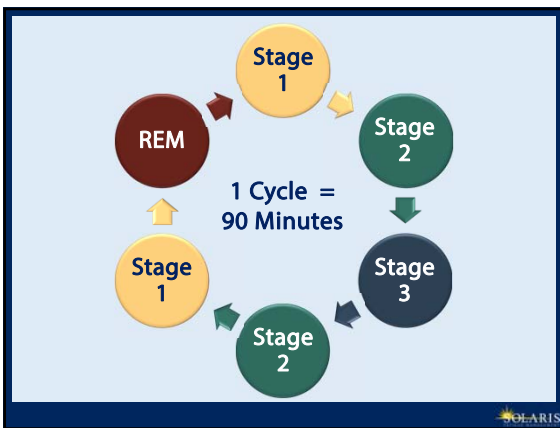 Stage
1
Stage
2
Stage
3
Stage
2
Stage
1
REM
1 Cycle =
90 Minutes
SOLARIS